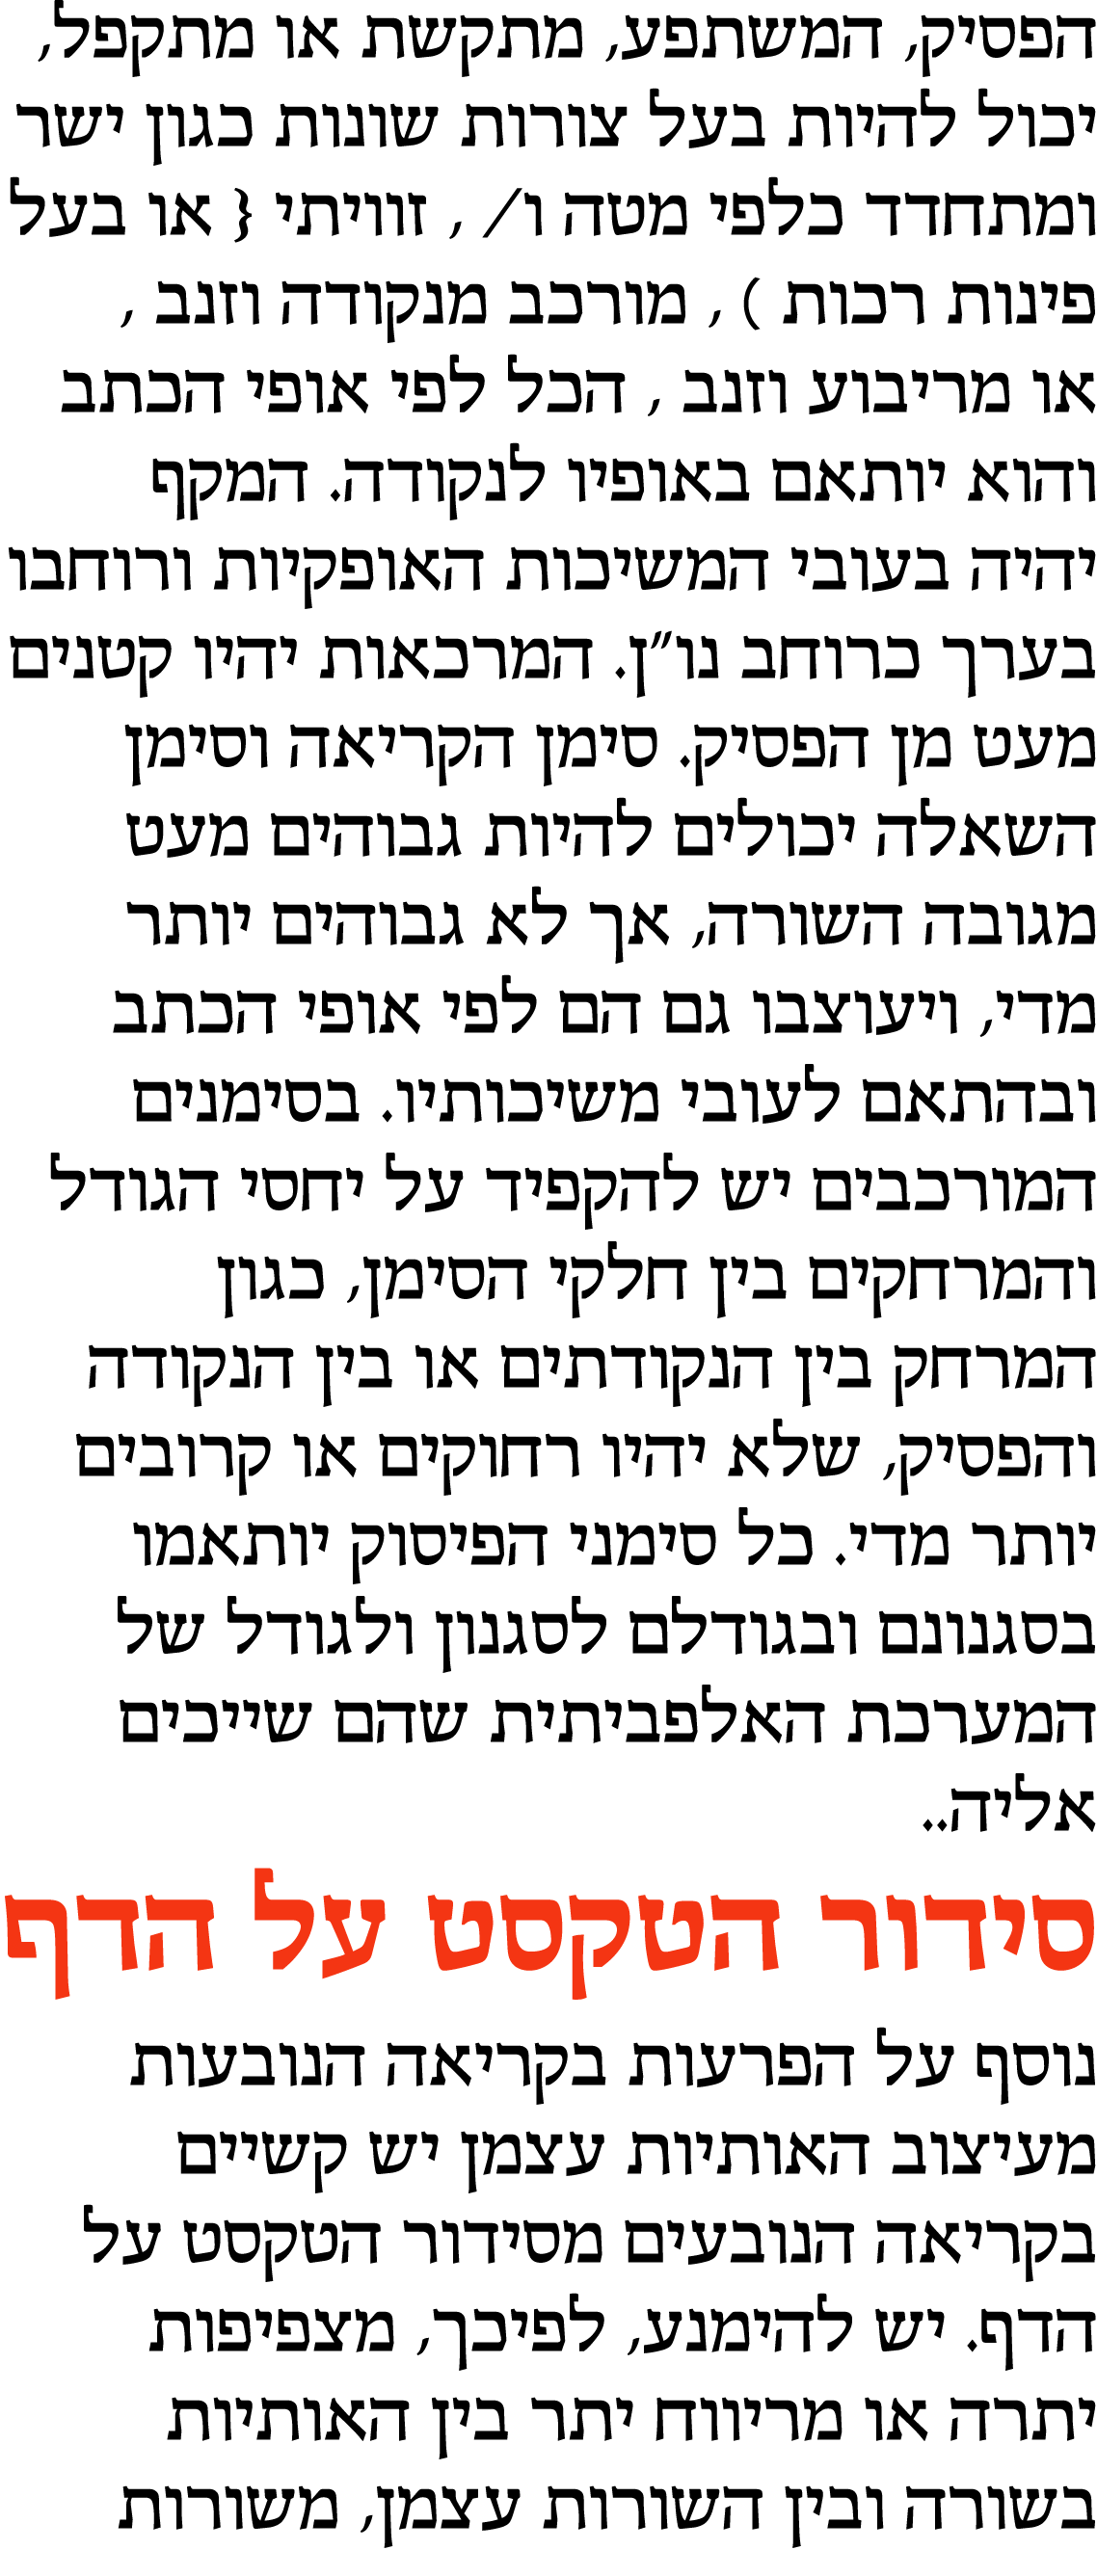 הפסיק, המשתפע, מתקשת או מתקפל,
יכול להיות בעל צורות שונות כגון ישר
ומתחדד כלפי מטה ו/ , זוויתי { או בעל
פינות רכות ) , מורכב מנקודה וזנב ,
או מריבוע וזנב , הכל לפי אופי הכתב
והוא יותאם באופיו לנקודה. המקף
יהיה בעובי המשיכות האופקיות ורוחבו
בערך כרוחב נו״ן. המרכאות יהיו קטנים
מעט מן הפסיק. סימן הקריאה וסימן
השאלה יכולים להיות גבוהים מעט
מגובה השורה, אך לא גבוהים יותר
מדי, ויעוצבו גם הם לפי אופי הכתב
ובהתאם לעובי משיכותיו. בסימנים
המורכבים יש להקפיד על יחסי הגודל
והמרחקים בין חלקי הסימן, כגון
המרחק בין הנקודתים או בין הנקודה
והפסיק, שלא יהיו רחוקים או קרובים
יותר מדי. כל סימני הפיסוק יותאמו
בסגנונם ובגודלם לסגנון ולגודל של
המערכת האלפביתית שהם שייכים
אליה..
סידור הטקסט על הדף
נוסף על הפרעות בקריאה הנובעות
מעיצוב האותיות עצמן יש קשיים
בקריאה הנובעים מסידור הטקסט על
הדף. יש להימנע, לפיכך, מצפיפות
יתרה או מריווח יתר בין האותיות
בשורה ובין השורות עצמן, משורות